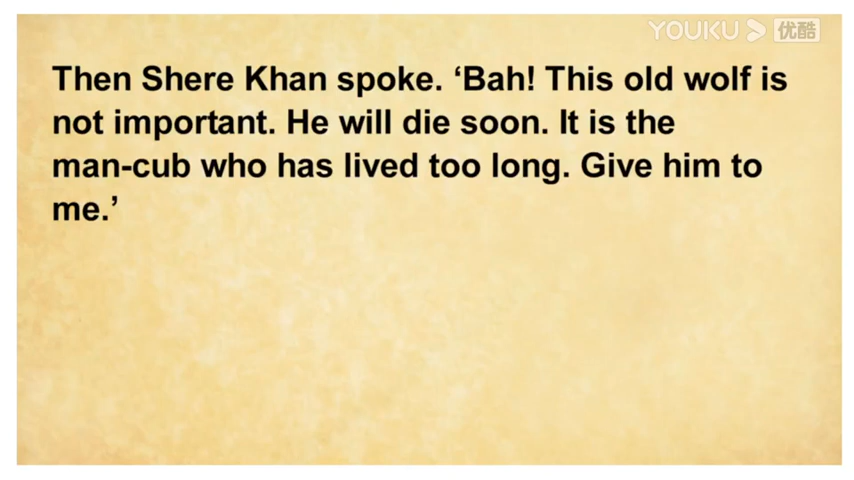 YOUKU 优酷
Then Shere Khan spoke. ‘Bah! This old wolf is
not important. He will die soon. It is the
man-cub who has lived too long. Give him to
me.’